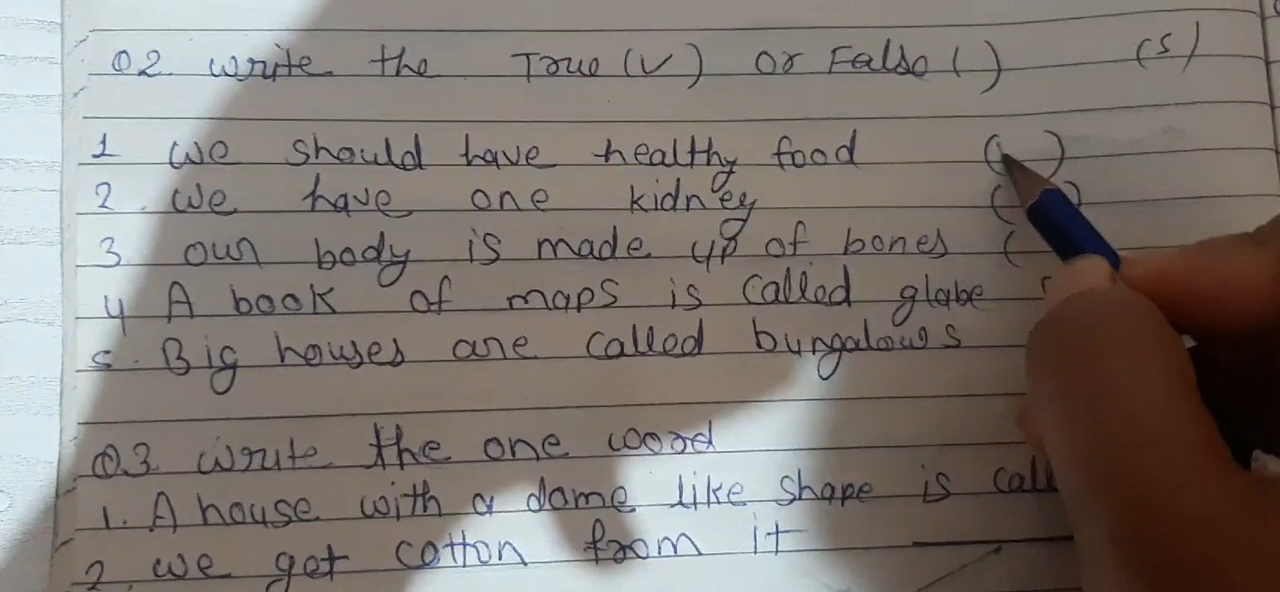 Q2. Write the True (✓) or False ( ) (5)
1 We should have healthy food ( )
2. We have one kidney ( )
3. our body is made up of bones (
4 A book of maps is called globe (
5. Big houses are called bungalows
Q.3 Write the one word
1. A house with a dome like shape is call
2. We get cotton from it